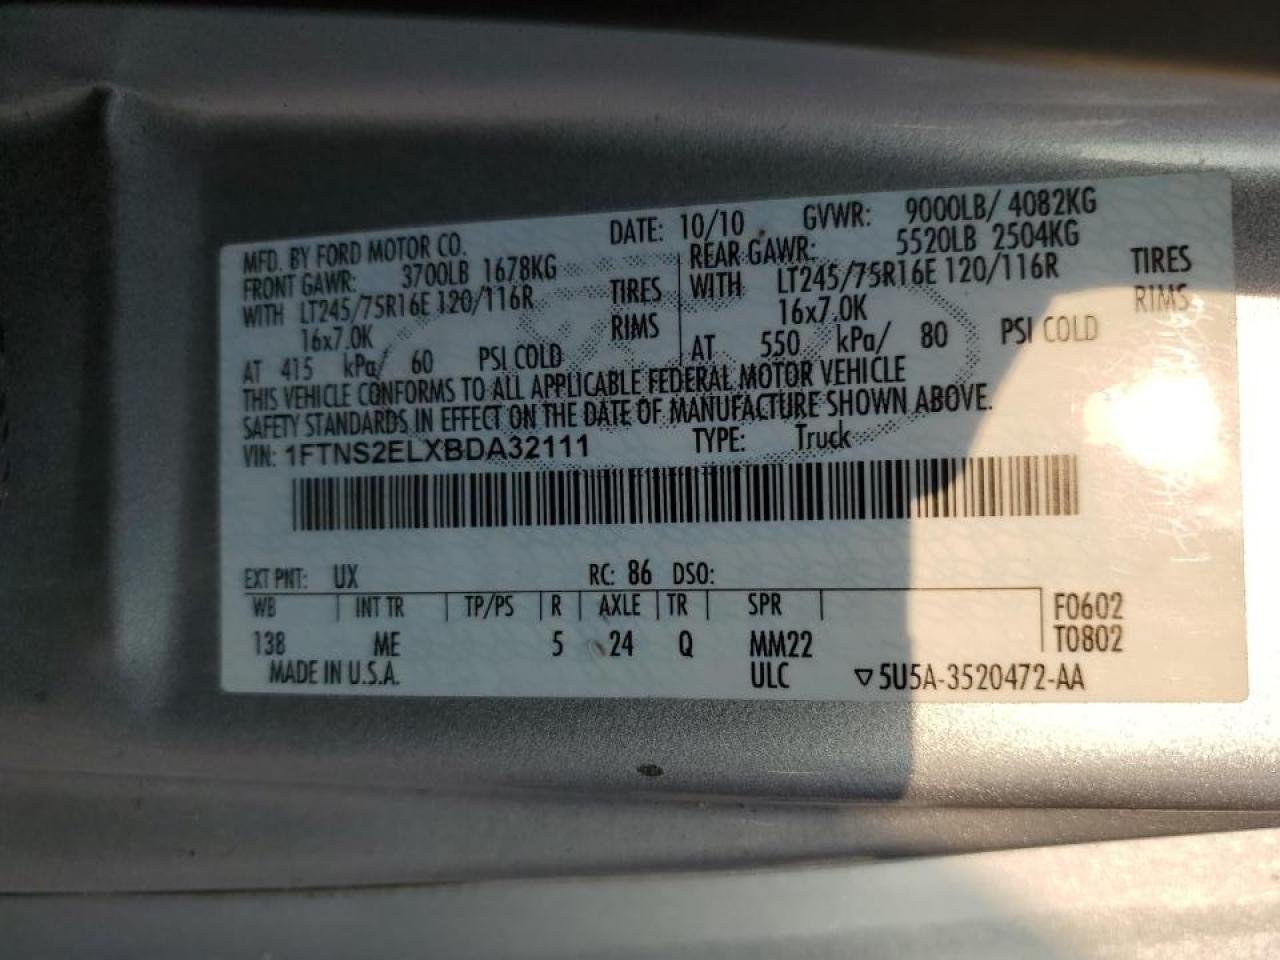 MFD. BY FORD MOTOR CO. DATE: 10/10 GVWR: 9000LB/ 4082KG
FRONT GAWR: 3700LB 1678KG REAR GAWR: 5520LB 2504KG
WITH LT245/75R16E 120/116R TIRES WITH LT245/75R16E 120/116R TIRES
16x7.0K RIMS 16x7.0K RIMS
AT 415 kPa/ 60 PSI COLD AT 550 kPa/ 80 PSI COLD
THIS VEHICLE CONFORMS TO ALL APPLICABLE FEDERAL MOTOR VEHICLE
SAFETY STANDARDS IN EFFECT ON THE DATE OF MANUFACTURE SHOWN ABOVE.
VIN: 1FTNS2ELXBDA32111 TYPE: Truck
EXT PNT: UX RC: 86 DSO:
WB INT TR TP/PS R AXLE TR SPR F0602
138 ME 5 24 Q MM22 T0802
MADE IN U.S.A. ULC ▽5U5A-3520472-AA